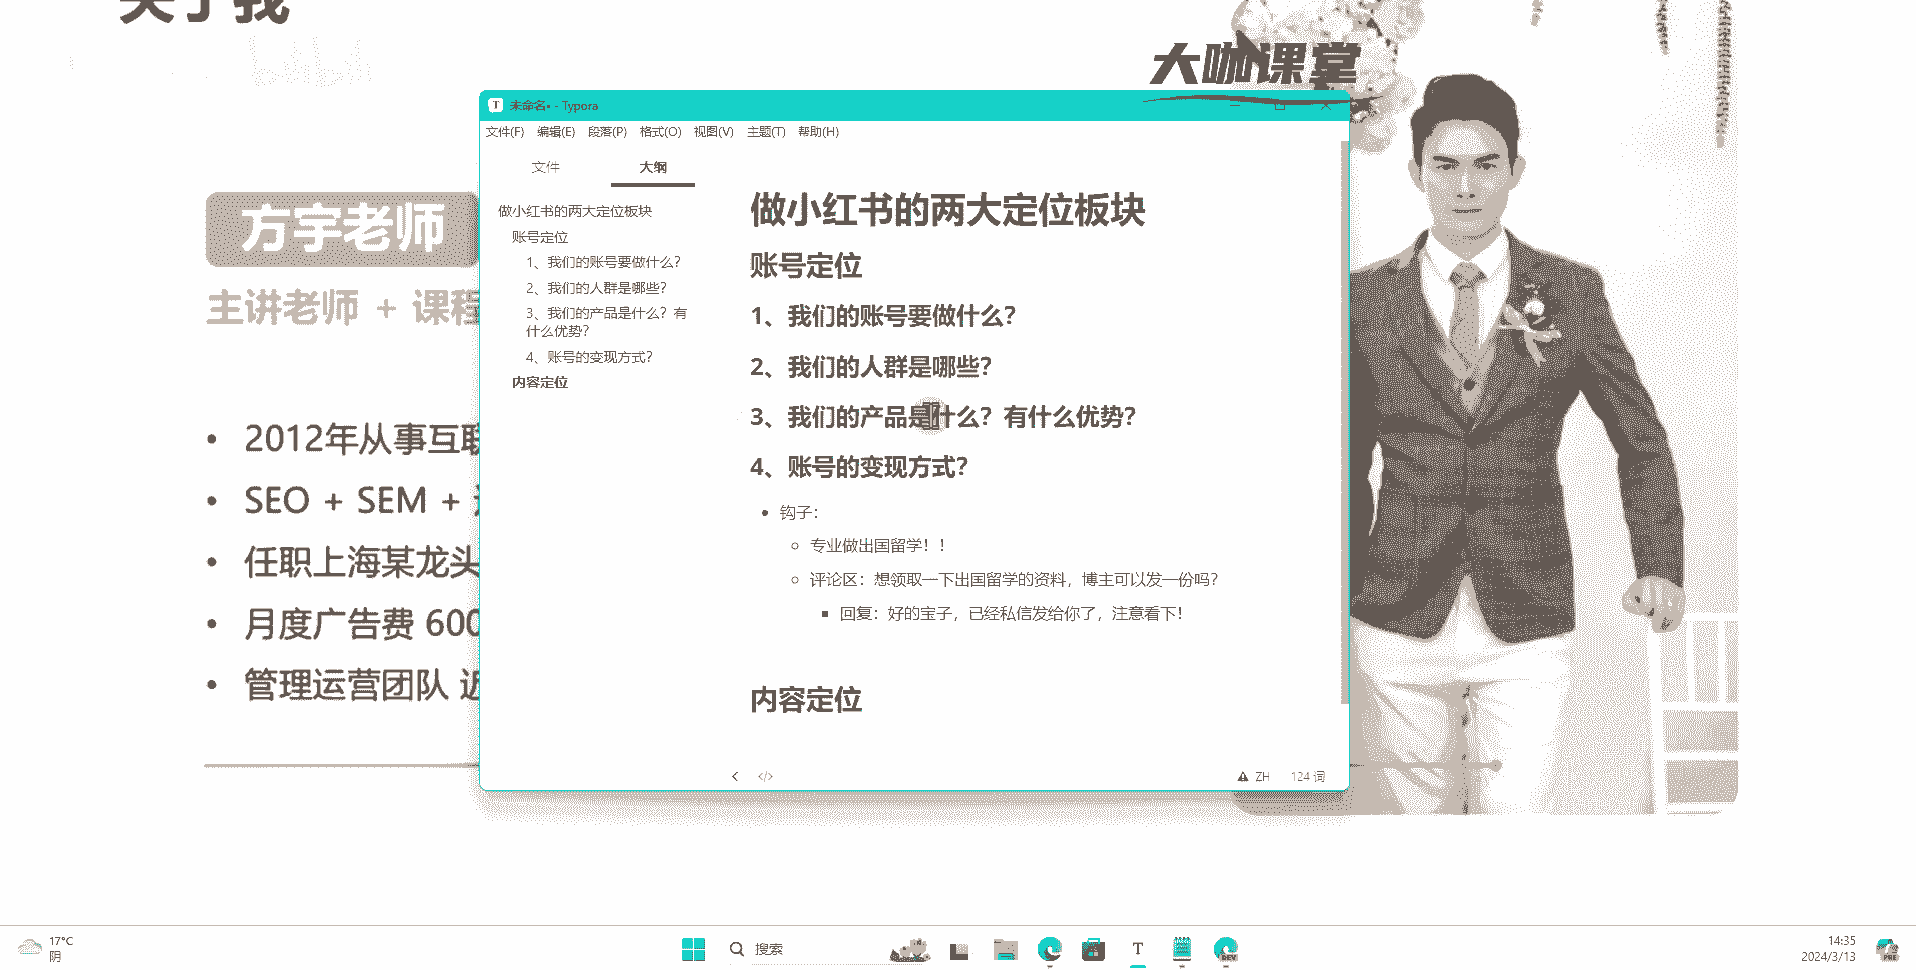 关于我
大咖课堂
方宇老师
主讲老师 + 课程
2012年从事互联
SEO + SEM +
任职上海某龙头
月度广告费 600
管理运营团队
未命名• - Typora
文件(F) 编辑(E) 段落(P) 格式(O) 视图(V) 主题(T) 帮助(H)
文件 大纲
做小红书的两大定位板块
账号定位
1、我们的账号要做什么?
2、我们的人群是哪些?
3、我们的产品是什么? 有
什么优势?
4、账号的变现方式?
内容定位
做小红书的两大定位板块
账号定位
1、我们的账号要做什么?
2、我们的人群是哪些?
3、我们的产品是什么? 有什么优势?
4、账号的变现方式?
钩子:
专业做出国留学! !
评论区: 想领取一下出国留学的资料, 博主可以发一份吗?
回复: 好的宝子, 已经私信发给你了, 注意看下!
内容定位
</> ZH 124 词
17°C
阴
搜索
T
DEV
14:35
2024/3/13
PRE